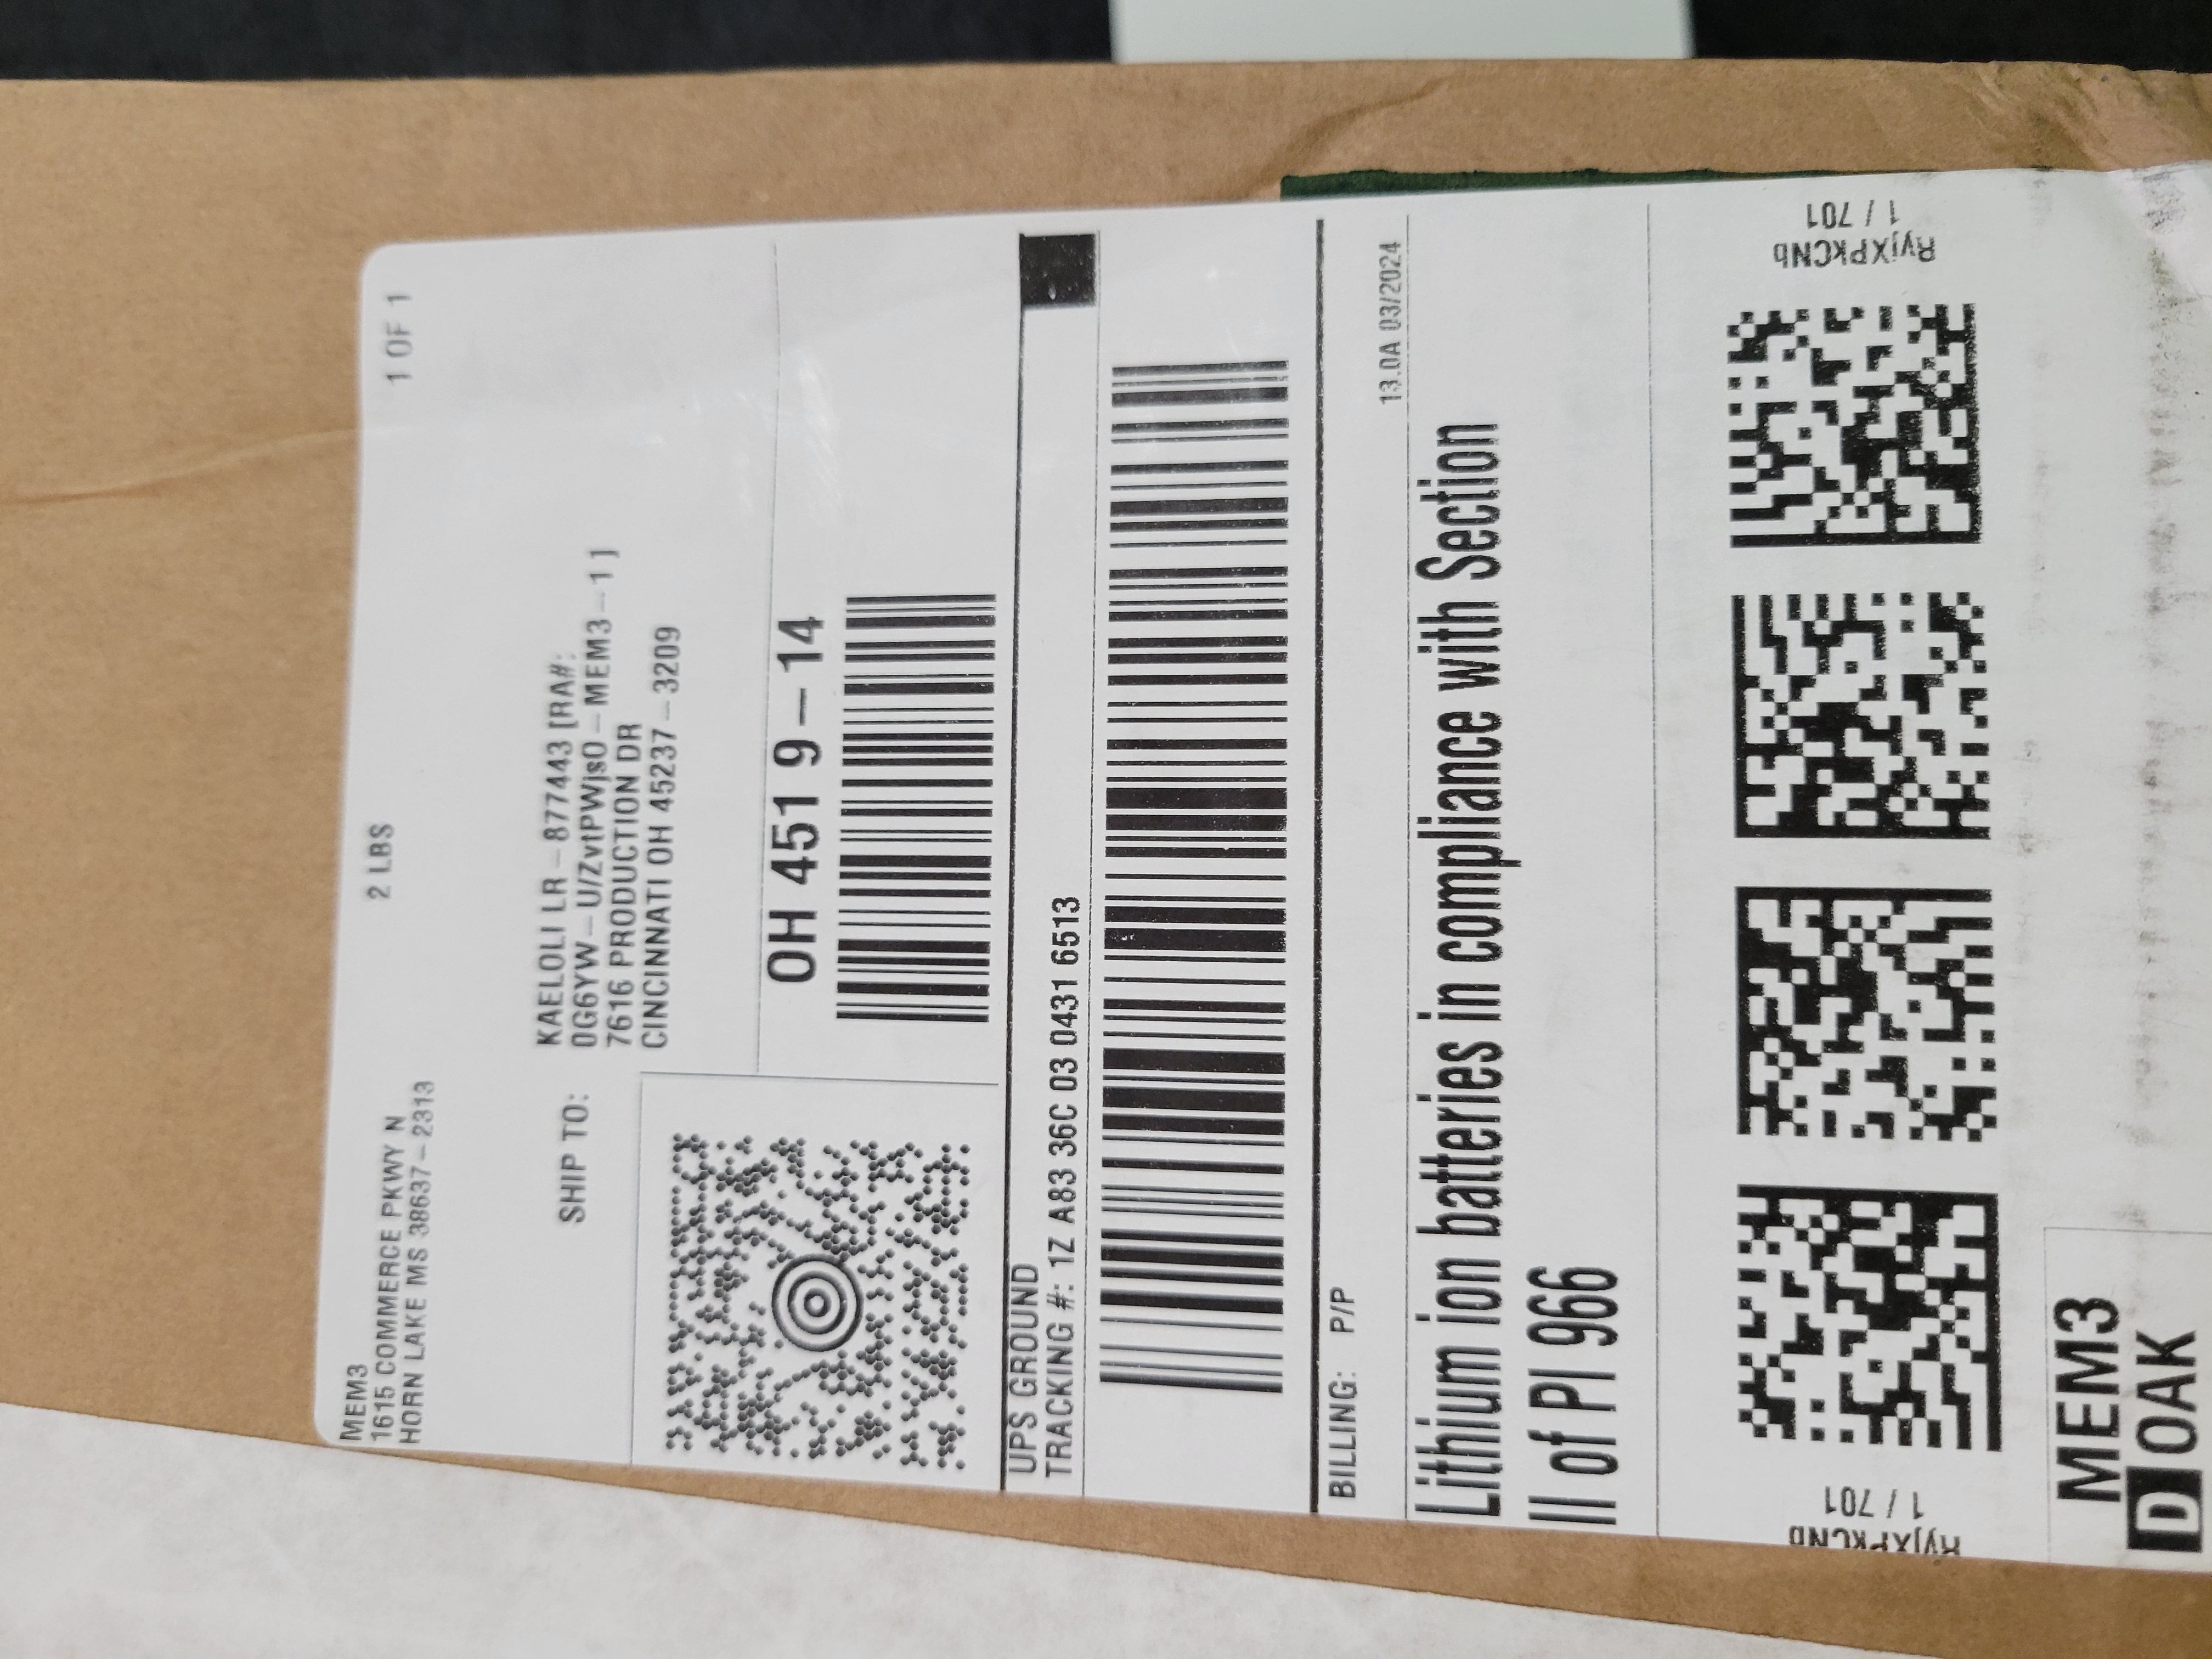 MEM3
1615 COMMERCE PKWY N
HORN LAKE MS 38637-2313
2 LBS
1 OF 1
SHIP TO:
KAELOLI LR-877443 [RA#:
0G6YW-U/ZvtPWjsO-MEM3-1]
7616 PRODUCTION DR
CINCINNATI OH 45237-3209
OH 451 9-14
UPS GROUND
TRACKING #: 1Z A83 36C 03 0431 6513
BILLING: P/P
13.0A 03/2024
Lithium ion batteries in compliance with Section
II of PI 966
RyjXPkCNb
1 / 701
RyjXPkCNb
1 / 701
MEM3
D OAK